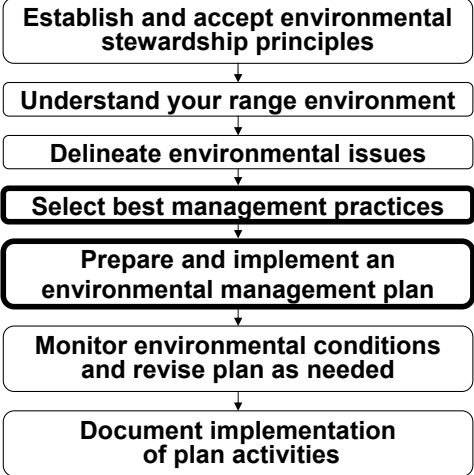 Establish and accept environmental
stewardship principles
Understand your range environment
Delineate environmental issues
Select best management practices
Prepare and implement an
environmental management plan
Monitor environmental conditions
and revise plan as needed
Document implementation
of plan activities